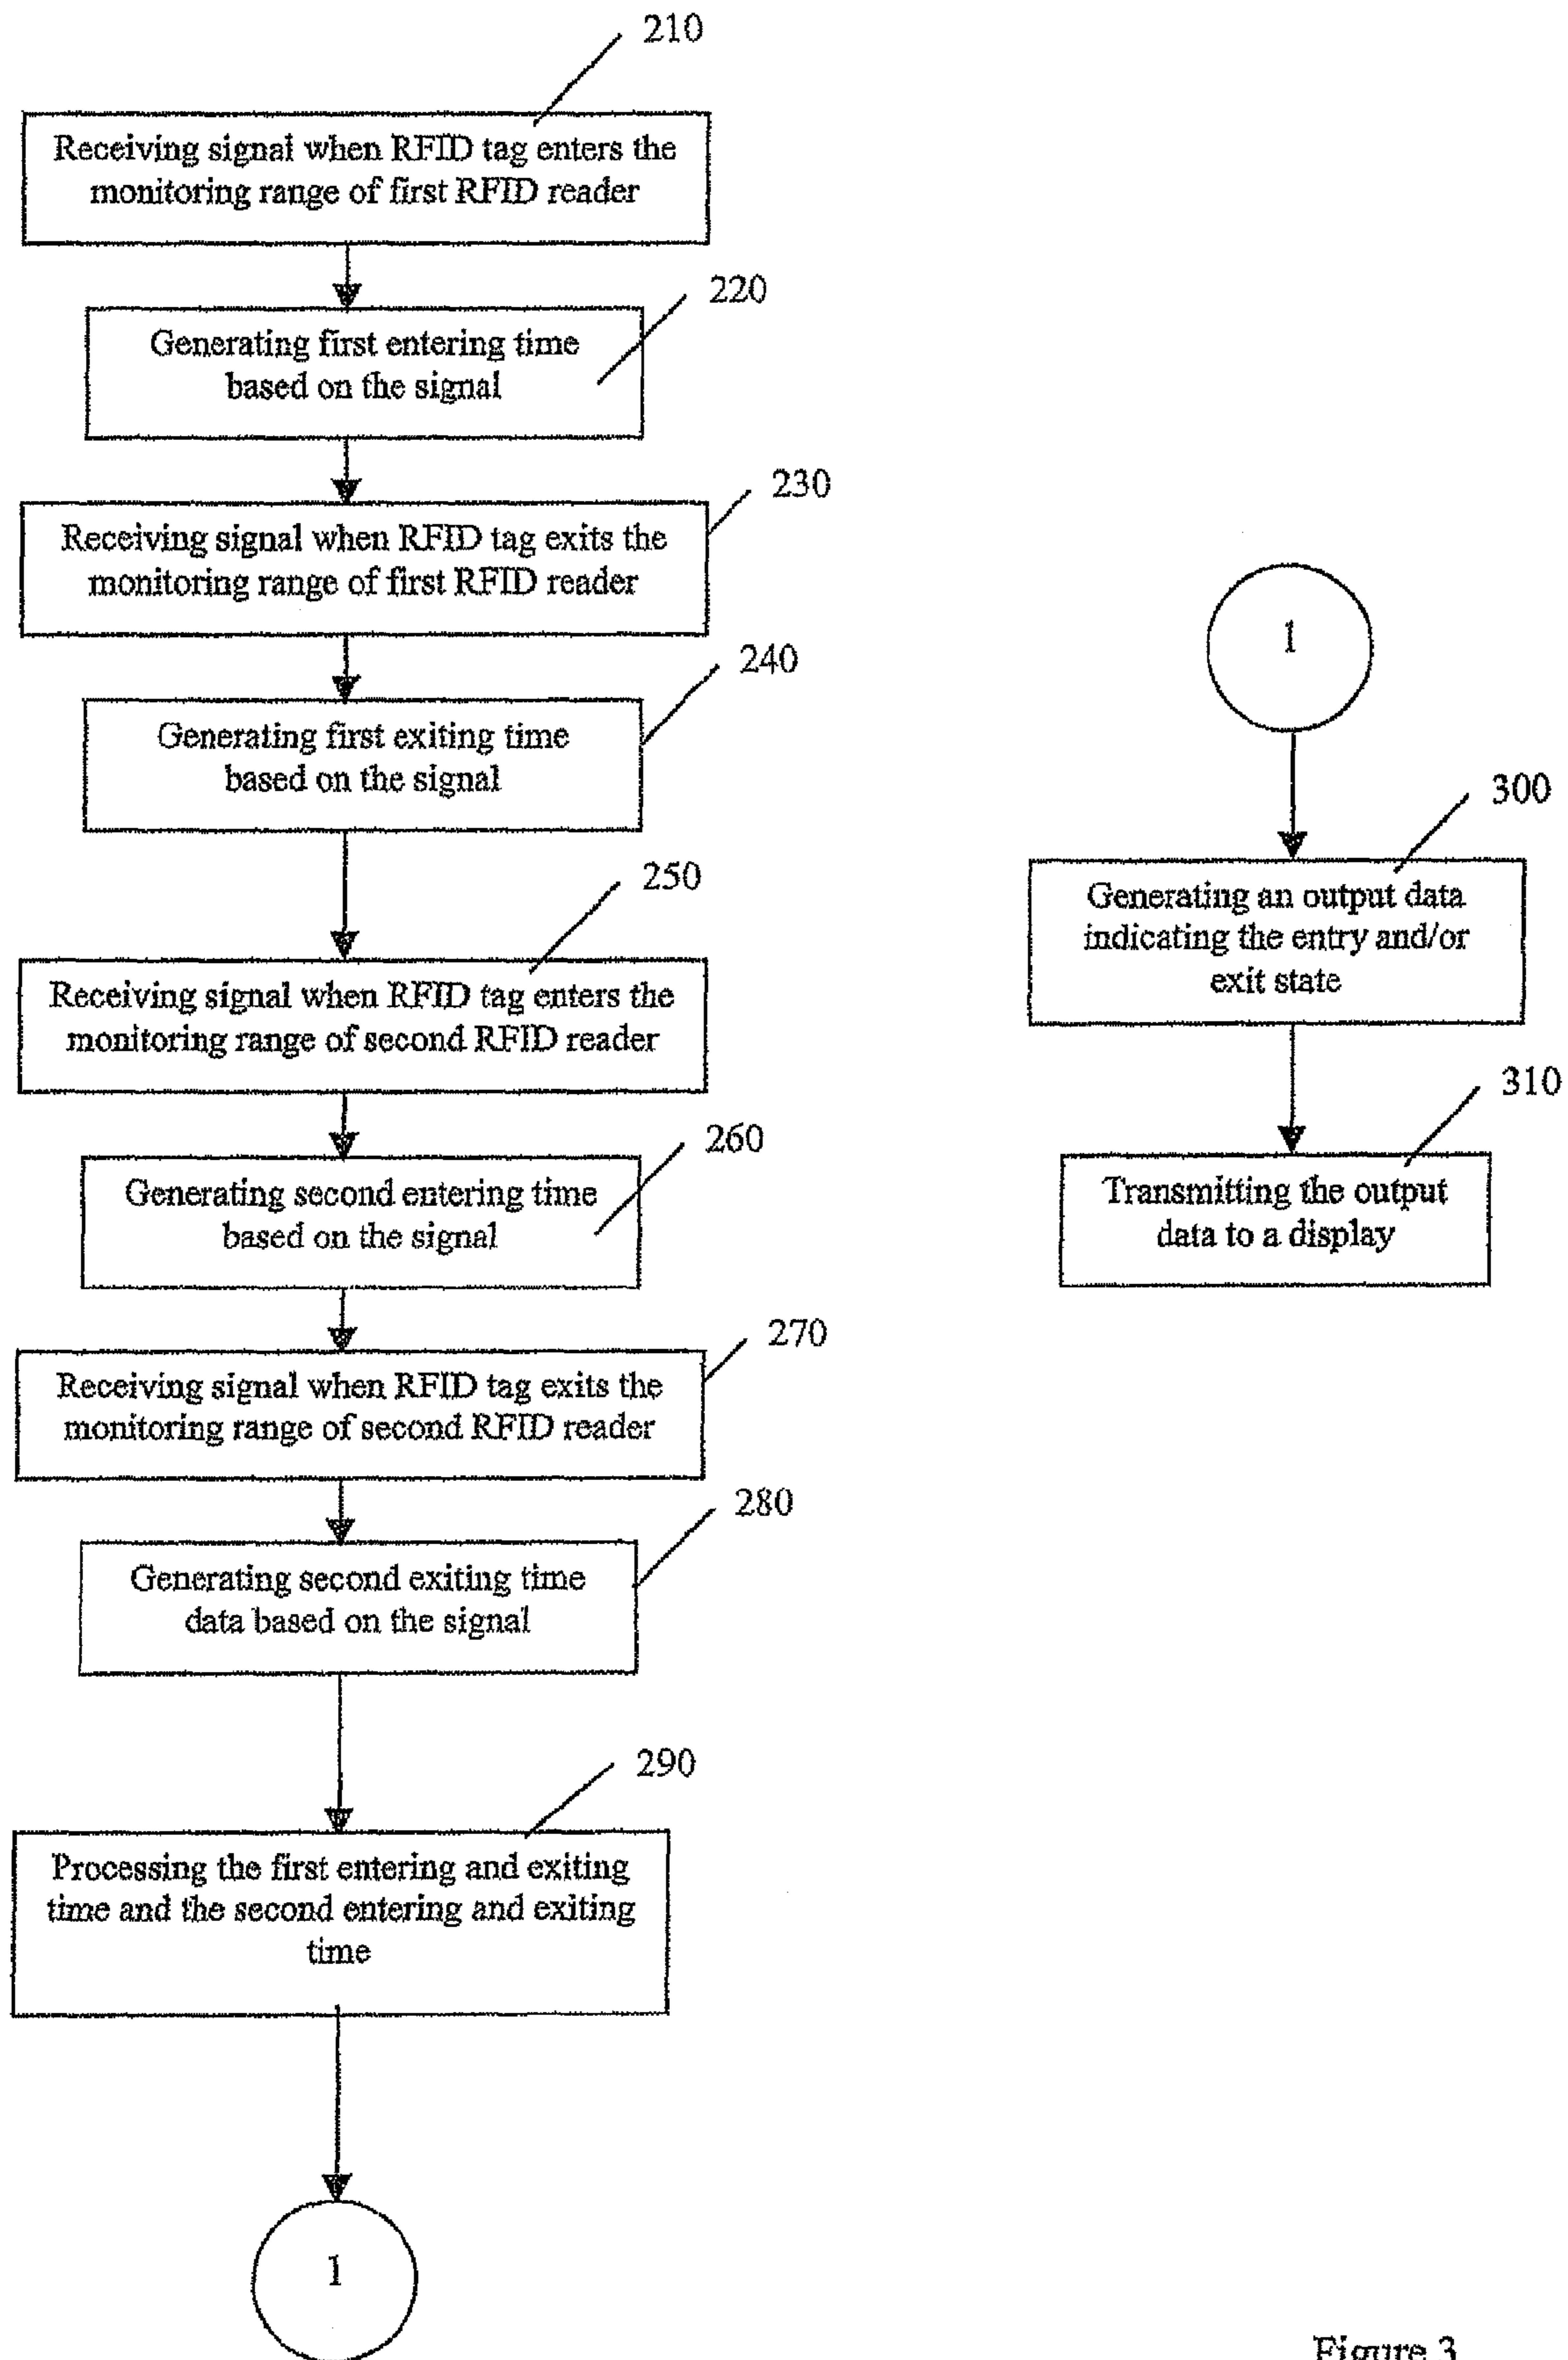 210
Receiving signal when RFID tag enters the
monitoring range of first RFID reader
220
Generating first entering time
based on the signal
230
Receiving signal when RFID tag exits the
monitoring range of first RFID reader
240
Generating first exiting time
based on the signal
250
Receiving signal when RFID tag enters the
monitoring range of second RFID reader
260
Generating second entering time
based on the signal
270
Receiving signal when RFID tag exits the
monitoring range of second RFID reader
280
Generating second exiting time
data based on the signal
290
Processing the first entering and exiting
time and the second entering and exiting
time
1
1
300
Generating an output data
indicating the entry and/or
exit state
310
Transmitting the output
data to a display
Figure 3